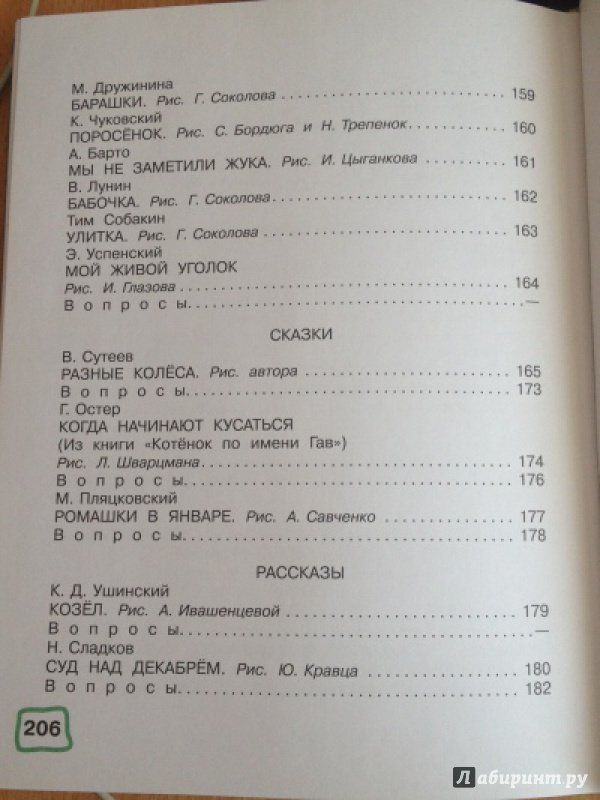 М. Дружинина
БАРАШКИ. Рис. Г. Соколова ............................ 159
К. Чуковский
ПОРОСЁНОК. Рис. С. Бордюга и Н. Трепенок............ 160
А. Барто
МЫ НЕ ЗАМЕТИЛИ ЖУКА. Рис. И. Цыганкова .......... 161
В. Лунин
БАБОЧКА. Рис. Г. Соколова............................ 162
Тим Собакин
УЛИТКА. Рис. Г. Соколова ............................ 163
Э. Успенский
МОЙ ЖИВОЙ УГОЛОК
Рис. И. Глазова...................................... 164
Вопросы..............................................—
СКАЗКИ
В. Сутеев
РАЗНЫЕ КОЛЁСА. Рис. автора ......................... 165
Вопросы.............................................. 173
Г. Остер
КОГДА НАЧИНАЮТ КУСАТЬСЯ
(Из книги «Котёнок по имени Гав»)
Рис. Л. Шварцмана................................... 174
Вопросы.............................................. 176
М. Пляцковский
РОМАШКИ В ЯНВАРЕ. Рис. А. Савченко ............... 177
Вопросы.............................................. 178
РАССКАЗЫ
К. Д. Ушинский
КОЗЁЛ. Рис. А. Ивашенцевой ......................... 179
Вопросы..............................................—
Н. Сладков
СУД НАД ДЕКАБРЁМ. Рис. Ю. Кравца .................. 180
Вопросы.............................................. 182
206
Лабиринт.ру